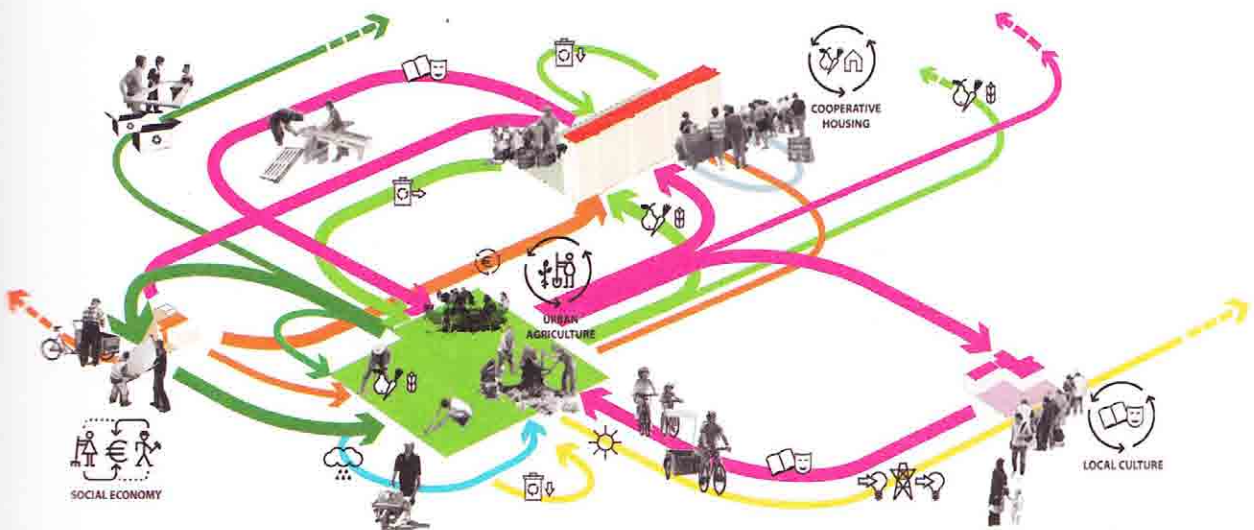 COOPERATIVE
HOUSING
€
URBAN
AGRICULTURE
€
SOCIAL ECONOMY
LOCAL CULTURE